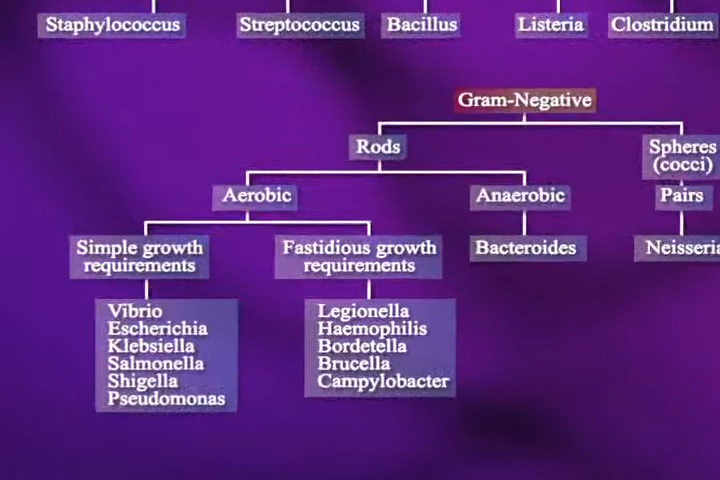 Staphylococcus Streptococcus Bacillus Listeria Clostridium
Gram-Negative
Rods
Spheres
(cocci)
Aerobic
Anaerobic
Pairs
Simple growth
requirements
Fastidious growth
requirements
Bacteroides
Neisseria
Vibrio
Escherichia
Klebsiella
Salmonella
Shigella
Pseudomonas
Legionella
Haemophilis
Bordetella
Brucella
Campylobacter